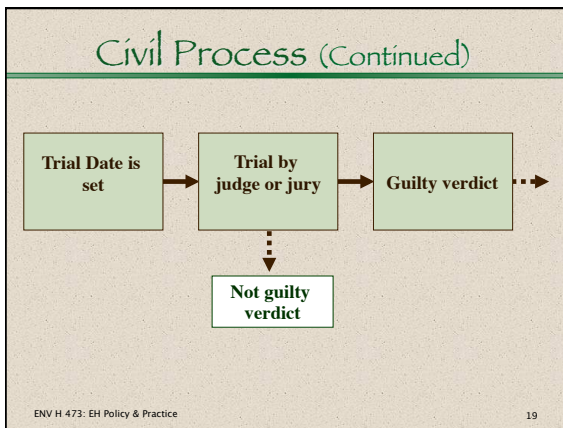 Civil Process (Continued)
Trial Date is
set
Trial by
judge or jury
Guilty verdict
Not guilty
verdict
ENV H 473: EH Policy & Practice
19